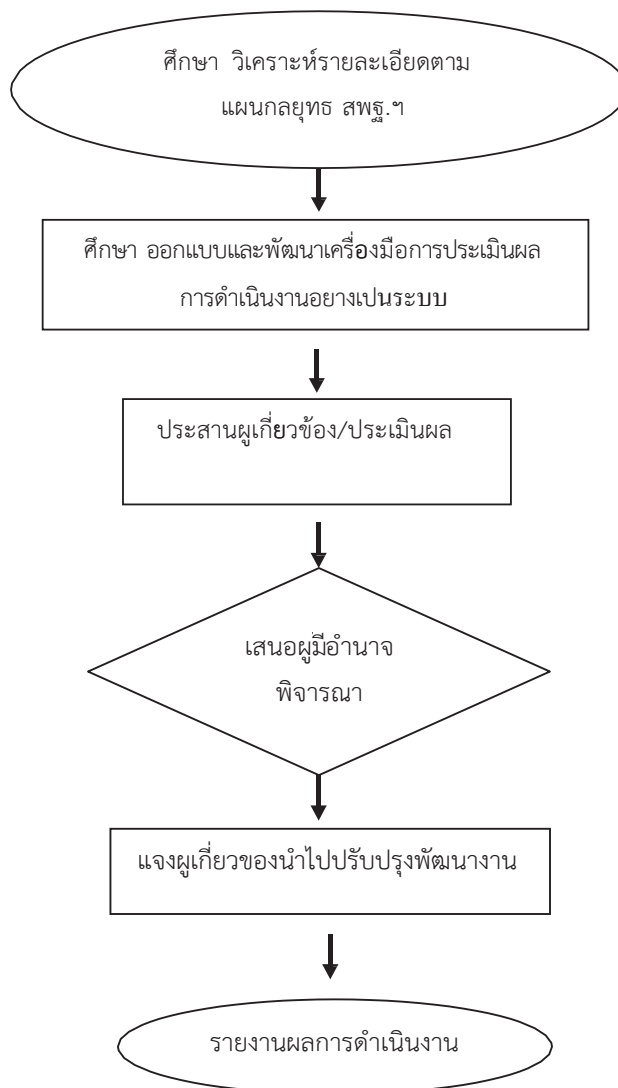 ศึกษา วิเคราะห์รายละเอียดตาม
แผนกลยุทธ สพฐ.ฯ
ศึกษา ออกแบบและพัฒนาเครื่องมือการประเมินผล
การดำเนินงานอยางเปนระบบ
ประสานผูเกี่ยวข้อง/ประเมินผล
เสนอผู้มีอำนาจ
พิจารณา
แจงผูเกี่ยวของนำไปปรับปรุงพัฒนางาน
รายงานผลการดำเนินงาน